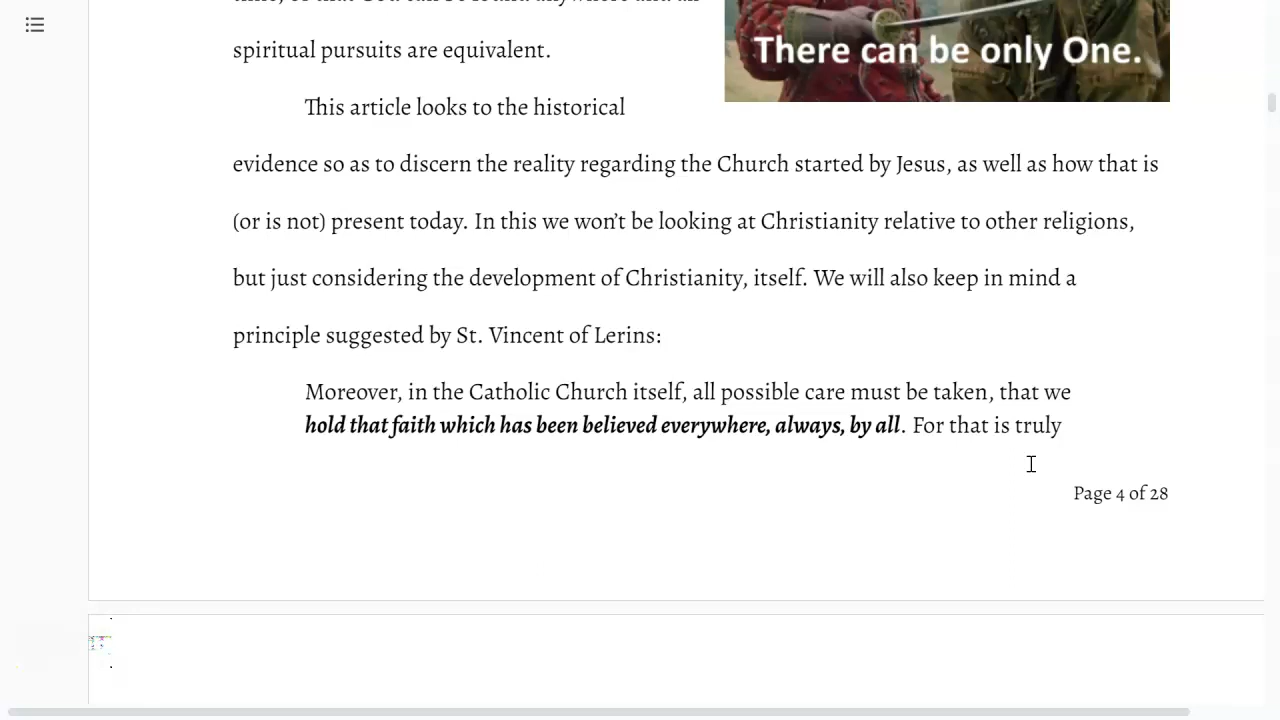 spiritual pursuits are equivalent.
There can be only One.
This article looks to the historical
evidence so as to discern the reality regarding the Church started by Jesus, as well as how that is
(or is not) present today. In this we won’t be looking at Christianity relative to other religions,
but just considering the development of Christianity, itself. We will also keep in mind a
principle suggested by St. Vincent of Lerins:
Moreover, in the Catholic Church itself, all possible care must be taken, that we
hold that faith which has been believed everywhere, always, by all. For that is truly
Page 4 of 28